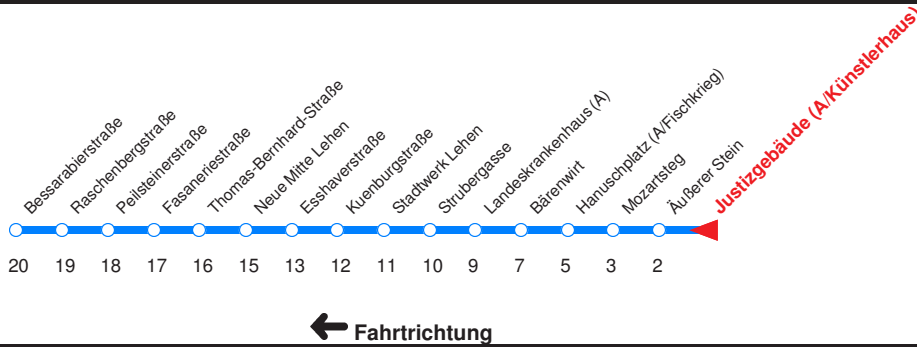 Bessarabierstraße
Raschenbergstraße
Peilsteinerstraße
Fasaneriestraße
Thomas-Bernhard-Straße
Neue Mitte Lehen
Esshaverstraße
Kuenburgstraße
Stadtwerk Lehen
Strubergasse
Landeskrankenhaus (A)
Bärenwirt
Hanuschplatz (A/Fischkrieg)
Mozartsteg
Äußerer Stein
Justizgebäude (A/Künstlerhaus)
20 19 18 17 16 15 13 12 11 10 9 7 5 3 2
Fahrtrichtung